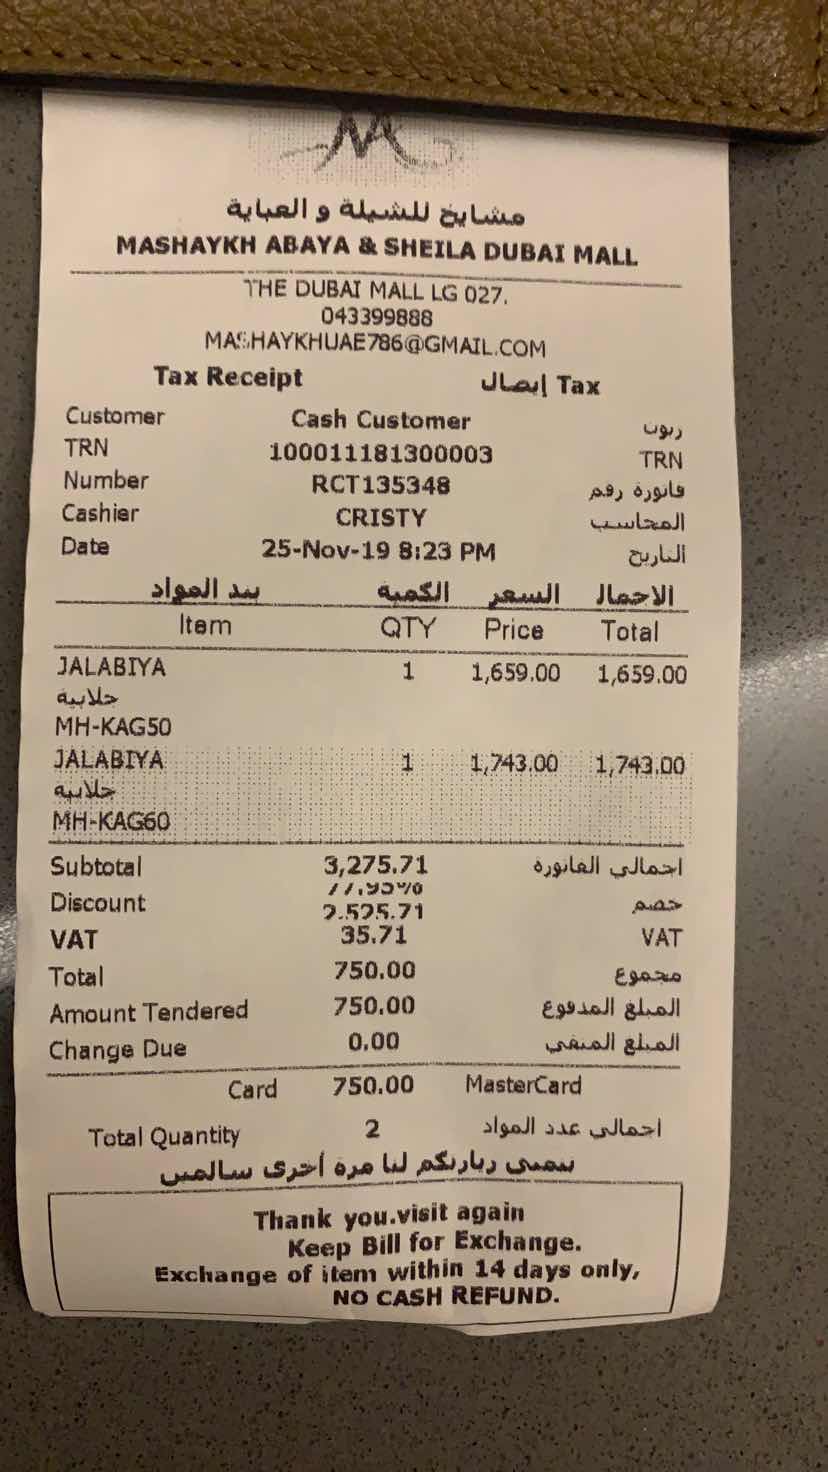 مشايخ للشيلة و العباية
MASHAYKH ABAYA & SHEILA DUBAI MALL
THE DUBAI MALL LG 027,
043399888
MASHAYKHUAE786@GMAIL.COM
Tax Receipt إيصال Tax
Customer Cash Customer زبون
TRN 100011181300003 TRN
Number RCT135348 فاتورة رقم
Cashier CRISTY المحاسب
Date 25-Nov-19 8:23 PM التاريخ
بند المواد الكمية السعر الاجمال
Item QTY Price Total
JALABIYA 1 1,659.00 1,659.00
جلابية
MH-KAG50
JALABIYA 1 1,743.00 1,743.00
جلابية
MH-KAG60
Subtotal 3,275.71 اجمالي الفاتورة
77.95%
Discount 2,525.71 خصم
VAT 35.71 VAT
Total 750.00 مجموع
Amount Tendered 750.00 المبلغ المدفوع
Change Due 0.00 المبلغ المتبقي
Card 750.00 MasterCard
Total Quantity 2 اجمالي عدد المواد
نتمنى زيارتكم لنا مرة أخرى سالمين
Thank you.visit again
Keep Bill for Exchange.
Exchange of item within 14 days only,
NO CASH REFUND.